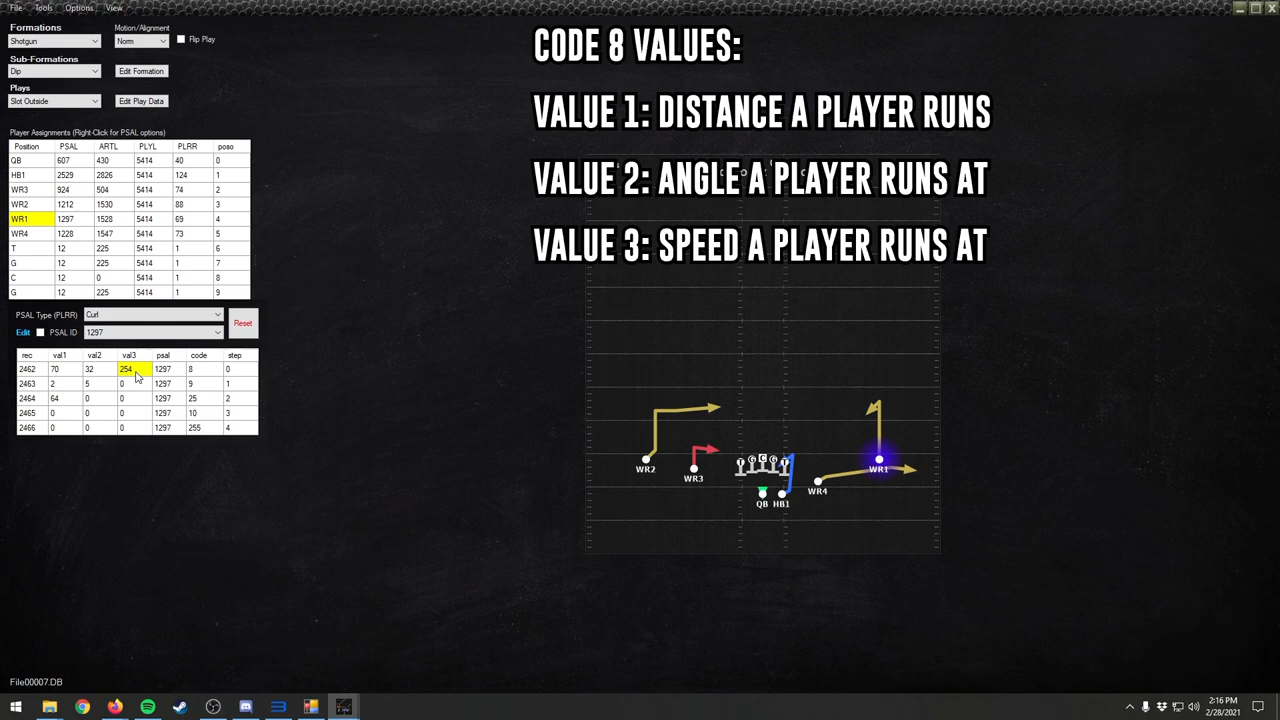 File Tools Options View
Formations Motion/Alignment
Shotgun Norm Flip Play
Sub-Formations
Dip Edit Formation
Plays
Slot Outside Edit Play Data
Player Assignments (Right-Click for PSAL options)
Position PSAL ARTL PLYL PLRR poso
QB 607 430 5414 40 0
HB1 2529 2826 5414 124 1
WR3 924 504 5414 74 2
WR2 1212 1530 5414 88 3
WR1 1297 1528 5414 69 4
WR4 1228 1547 5414 73 5
T 12 225 5414 1 6
G 12 225 5414 1 7
C 12 0 5414 1 8
G 12 225 5414 1 9
PSAL Type (PLRR) Curl Reset
Edit PSAL ID 1297
rec val1 val2 val3 psal code step
2462 70 32 254 1297 8 0
2463 2 5 0 1297 9 1
2464 64 0 0 1297 25 2
2465 0 0 0 1297 10 3
2466 0 0 0 1297 255 4
CODE 8 VALUES:
VALUE 1: DISTANCE A PLAYER RUNS
VALUE 2: ANGLE A PLAYER RUNS AT
VALUE 3: SPEED A PLAYER RUNS AT
T G C G T
WR2 WR3 WR1
QB HB1 WR4
File00007.DB
2:16 PM
2/28/2021